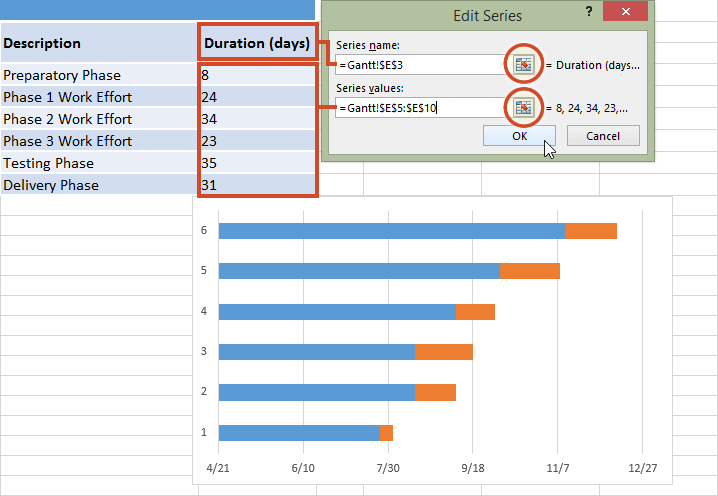 Edit Series
?
×
Description
Duration (days)
Series name:
=Gantt!$E$3
= Duration (days...
Series values:
=Gantt!$E$5:$E$10
= 8, 24, 34, 23,...
OK
Cancel
Preparatory Phase 8
Phase 1 Work Effort 24
Phase 2 Work Effort 34
Phase 3 Work Effort 23
Testing Phase 35
Delivery Phase 31
6
5
4
3
2
1
4/21 6/10 7/30 9/18 11/7 12/27